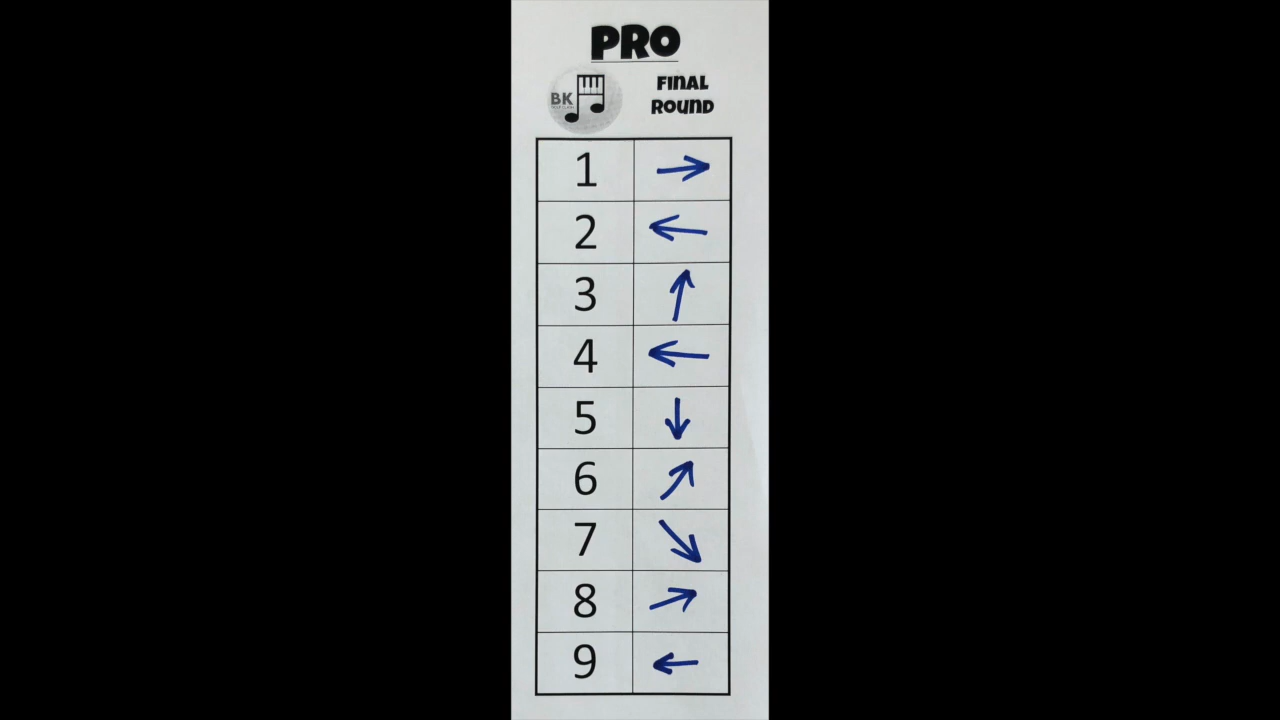 PRO
BK
FINAL
ROUND
1 →
2 ←
3 ↑
4 ←
5 ↓
6 ↗
7 ↘
8 ↗
9 ←